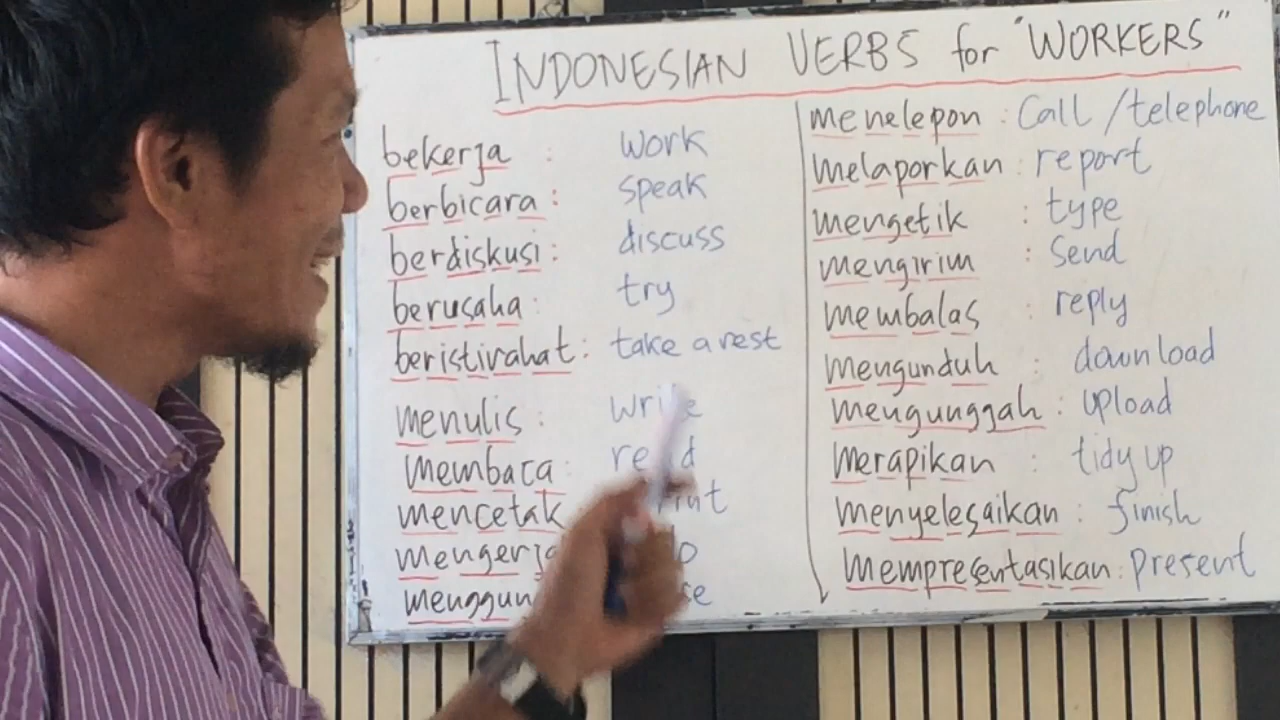 INDONESIAN VERBS for "WORKERS"
bekerja : work
berbicara : speak
berdiskusi : discuss
berusaha : try
beristirahat : take a rest
menulis :
membaca :
mencetak
menelepon : Call / telephone
melaporkan : report
mengetik : type
mengirim : send
membalas : reply
mengunduh : download
mengunggah : upload
merapikan : tidy up
menyelesaikan : finish
mempresentasikan : present